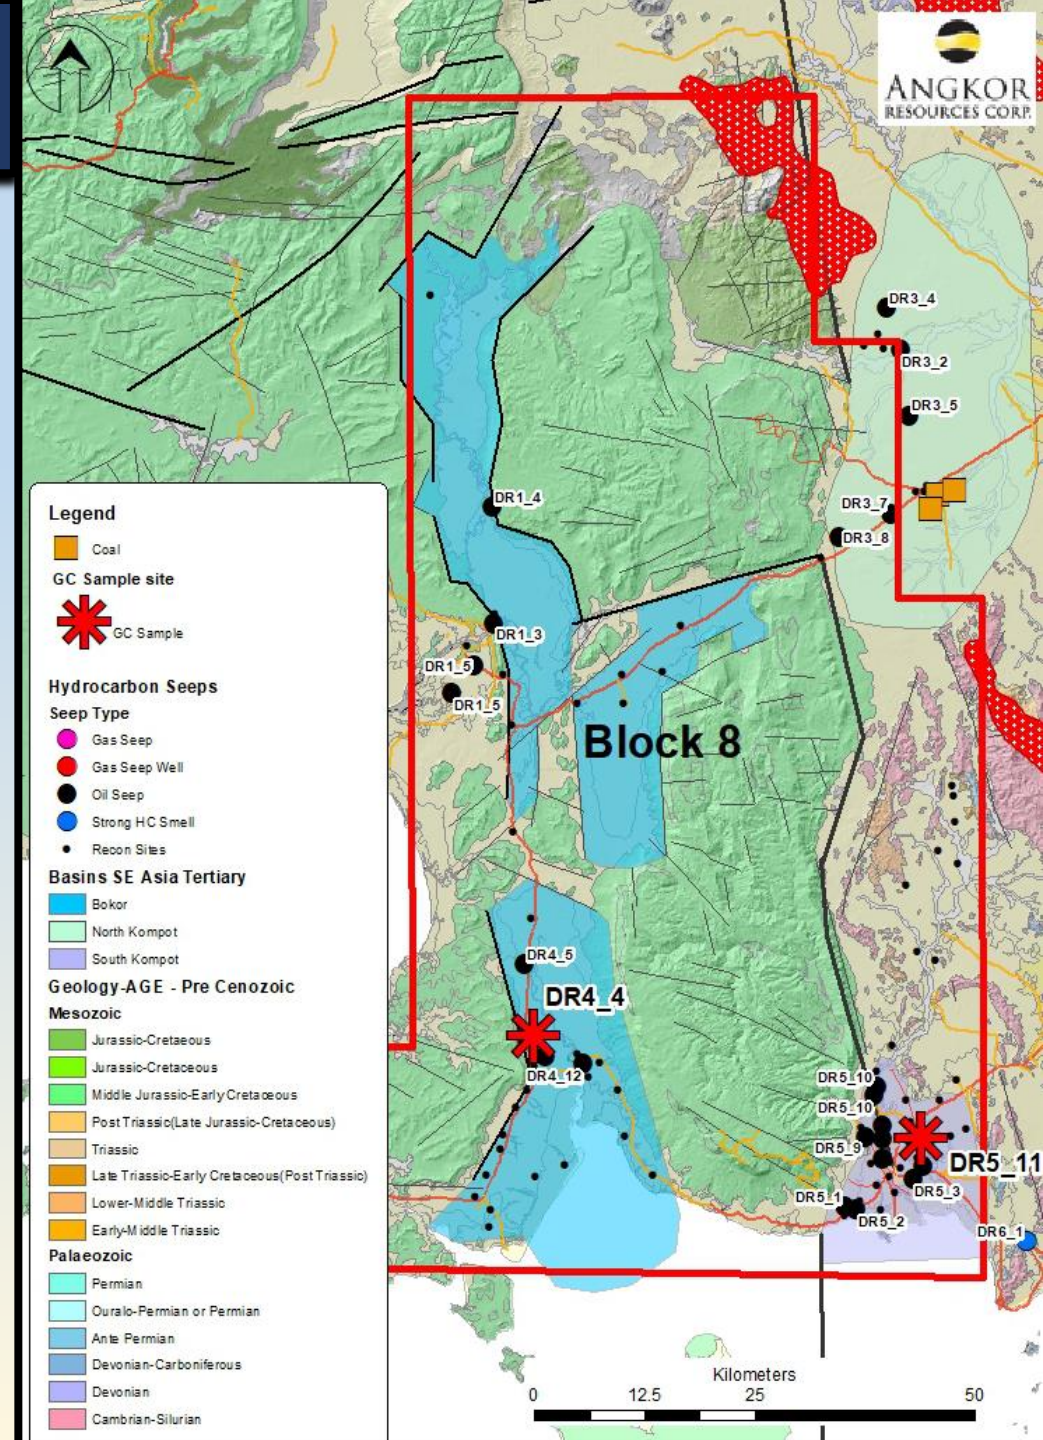 ANGKOR
RESOURCES CORP.
DR3_4
DR3_2
DR3_5
DR1_4
DR3_7
DR3_8
DR1_3
DR1_5
DR1_5
Block 8
DR4_5
DR4_4
DR4_12
DR5_10
DR5_10
DR5_9
DR5_11
DR5_3
DR5_1
DR5_2
DR6_1
Legend
Coal
GC Sample site
GC Sample
Hydrocarbon Seeps
Seep Type
Gas Seep
Gas Seep Well
Oil Seep
Strong HC Smell
Recon Sites
Basins SE Asia Tertiary
Bokor
North Kompot
South Kompot
Geology-AGE - Pre Cenozoic
Mesozoic
Jurassic-Cretaeous
Jurassic-Cretaceous
Middle Jurassic-Early Cretaceous
Post Triassic(Late Jurassic-Cretaceous)
Triassic
Late Triassic-Early Cretaceous(Post Triassic)
Lower-Middle Triassic
Early-Middle Triassic
Palaeozoic
Permian
Ouralo-Permian or Permian
Ante Permian
Devonian-Carboniferous
Devonian
Cambrian-Silurian
Kilometers
0 12.5 25 50